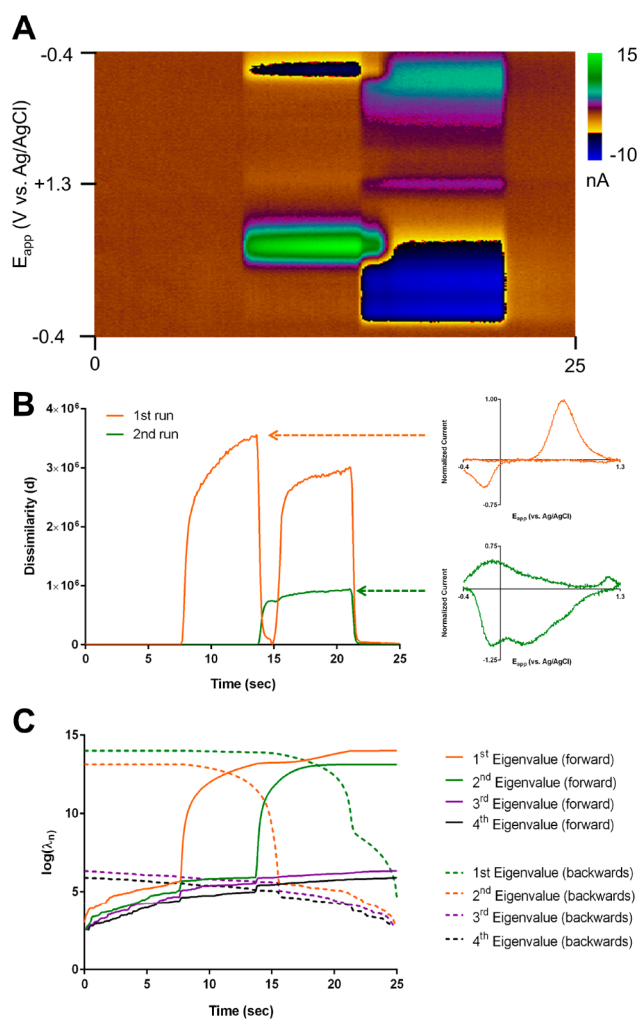 A
-0.4
+1.3
-0.4
E_app (V vs. Ag/AgCl)
0
25
15
-10
nA
B
1st run
2nd run
4×10⁶
3×10⁶
2×10⁶
1×10⁶
0
Dissimilarity (d)
0 5 10 15 20 25
Time (sec)
1.00
Normalized Current
-0.4
1.3
-0.75
E_app (vs. Ag/AgCl)
0.75
Normalized Current
-0.4
1.3
-1.25
E_app (vs. Ag/AgCl)
C
15
10
5
0
log(λ_n)
0 5 10 15 20 25
Time (sec)
1ˢᵗ Eigenvalue (forward)
2ⁿᵈ Eigenvalue (forward)
3ʳᵈ Eigenvalue (forward)
4ᵗʰ Eigenvalue (forward)
1st Eigenvalue (backwards)
2ⁿᵈ Eigenvalue (backwards)
3ʳᵈ Eigenvalue (backwards)
4ᵗʰ Eigenvalue (backwards)